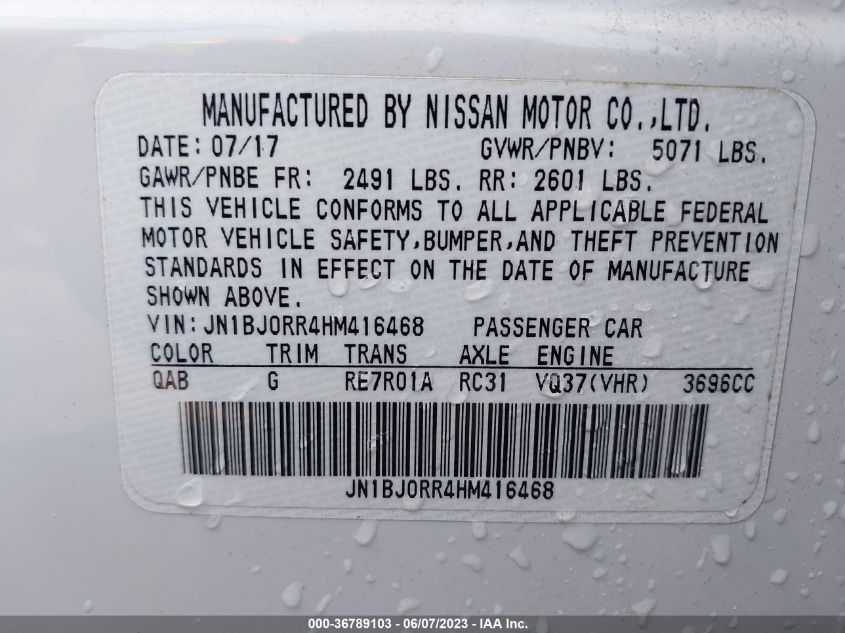 MANUFACTURED BY NISSAN MOTOR CO.,LTD.
DATE: 07/17 GVWR/PNBV: 5071 LBS.
GAWR/PNBE FR: 2491 LBS. RR: 2601 LBS.
THIS VEHICLE CONFORMS TO ALL APPLICABLE FEDERAL
MOTOR VEHICLE SAFETY,BUMPER,AND THEFT PREVENTION
STANDARDS IN EFFECT ON THE DATE OF MANUFACTURE
SHOWN ABOVE.
VIN:JN1BJ0RR4HM416468 PASSENGER CAR
COLOR TRIM TRANS AXLE ENGINE
QAB G RE7R01A RC31 VQ37(VHR) 3696CC
JN1BJ0RR4HM416468
000-36789103 - 06/07/2023 - IAA Inc.